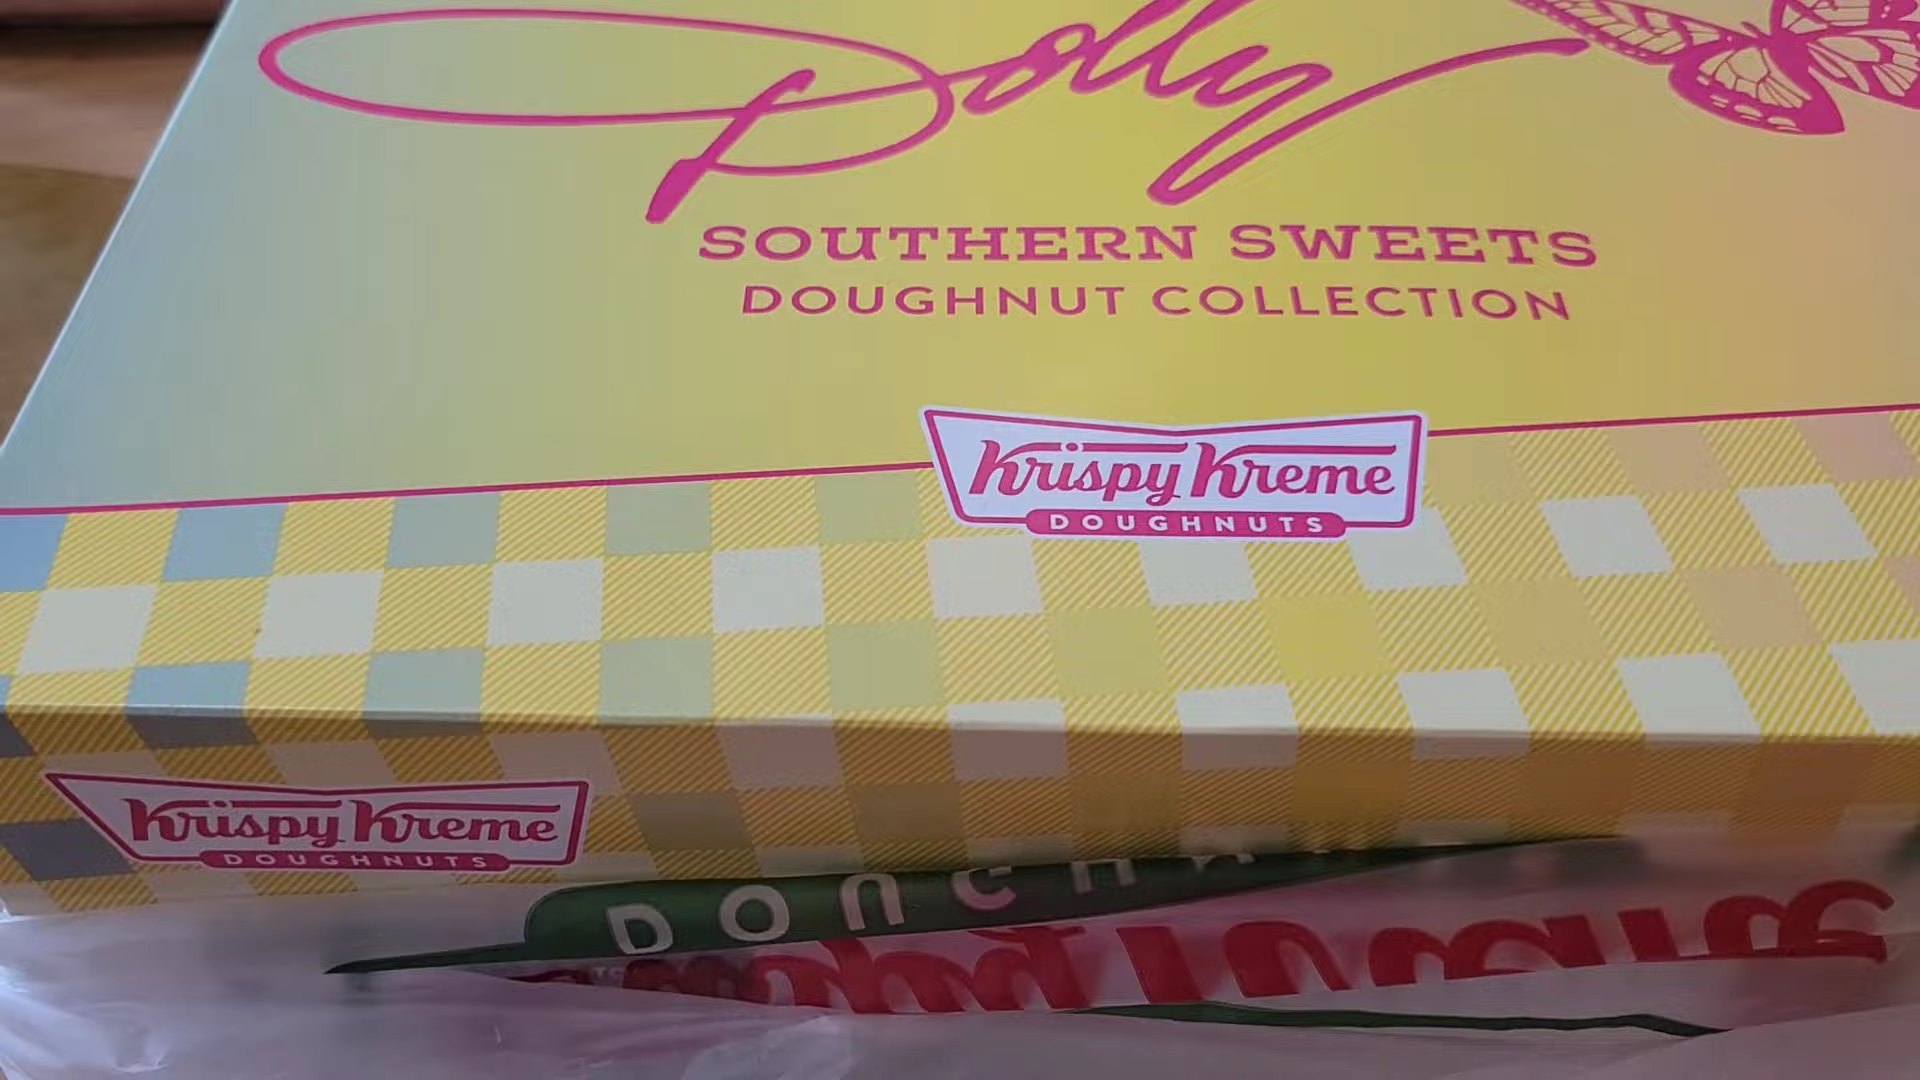 Dolly
SOUTHERN SWEETS
DOUGHNUT COLLECTION
Krispy Kreme
DOUGHNUTS
Krispy Kreme
DOUGHNUTS